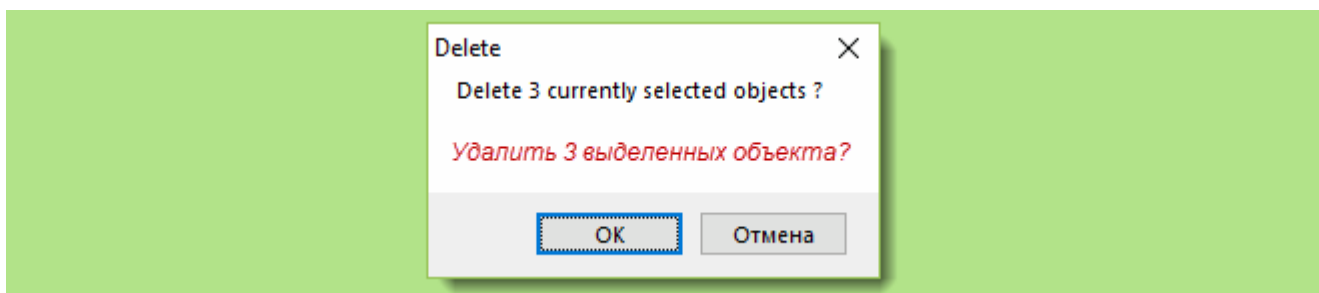 Delete
Delete 3 currently selected objects ?
Удалить 3 выделенных объекта?
OK
Отмена